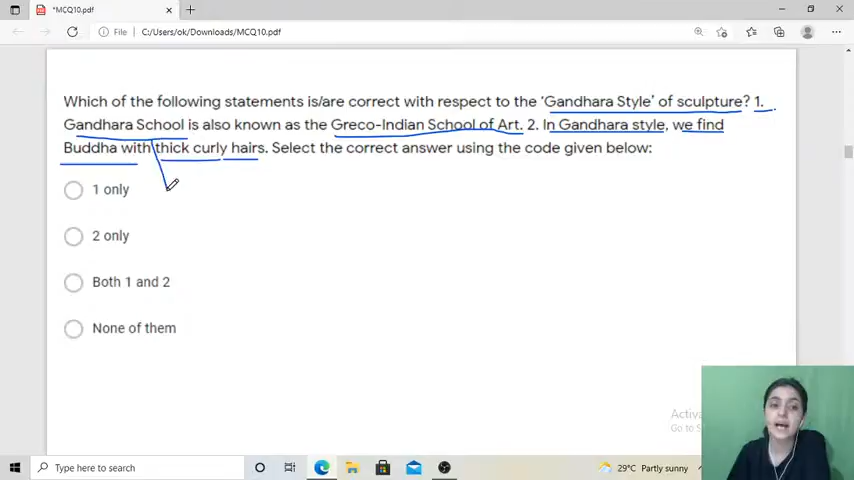 *MCQ10.pdf
File
C:/Users/ok/Downloads/MCQ10.pdf
Which of the following statements is/are correct with respect to the 'Gandhara Style' of sculpture? 1.
Gandhara School is also known as the Greco-Indian School of Art. 2. In Gandhara style, we find
Buddha with thick curly hairs. Select the correct answer using the code given below:
1 only
2 only
Both 1 and 2
None of them
Activa
Go to S
Type here to search
29°C Partly sunny